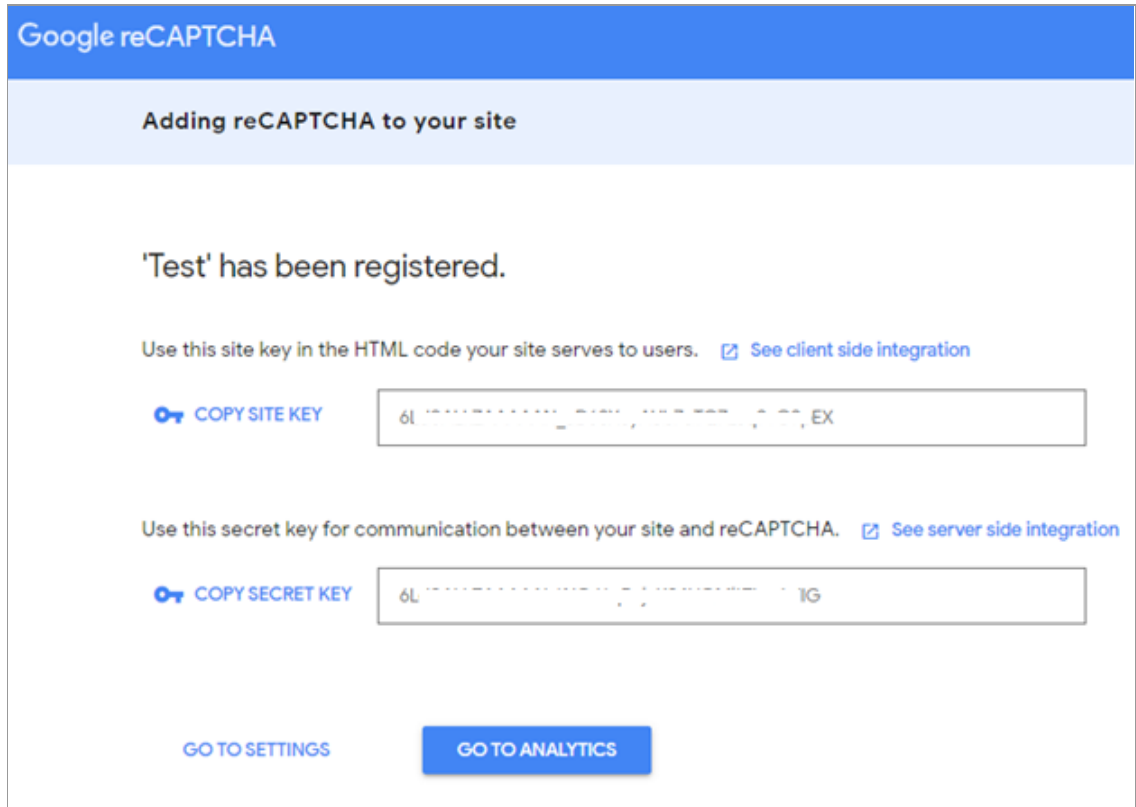 Google reCAPTCHA
Adding reCAPTCHA to your site
'Test' has been registered.
Use this site key in the HTML code your site serves to users. See client side integration
COPY SITE KEY
Use this secret key for communication between your site and reCAPTCHA. See server side integration
COPY SECRET KEY
GO TO SETTINGS GO TO ANALYTICS